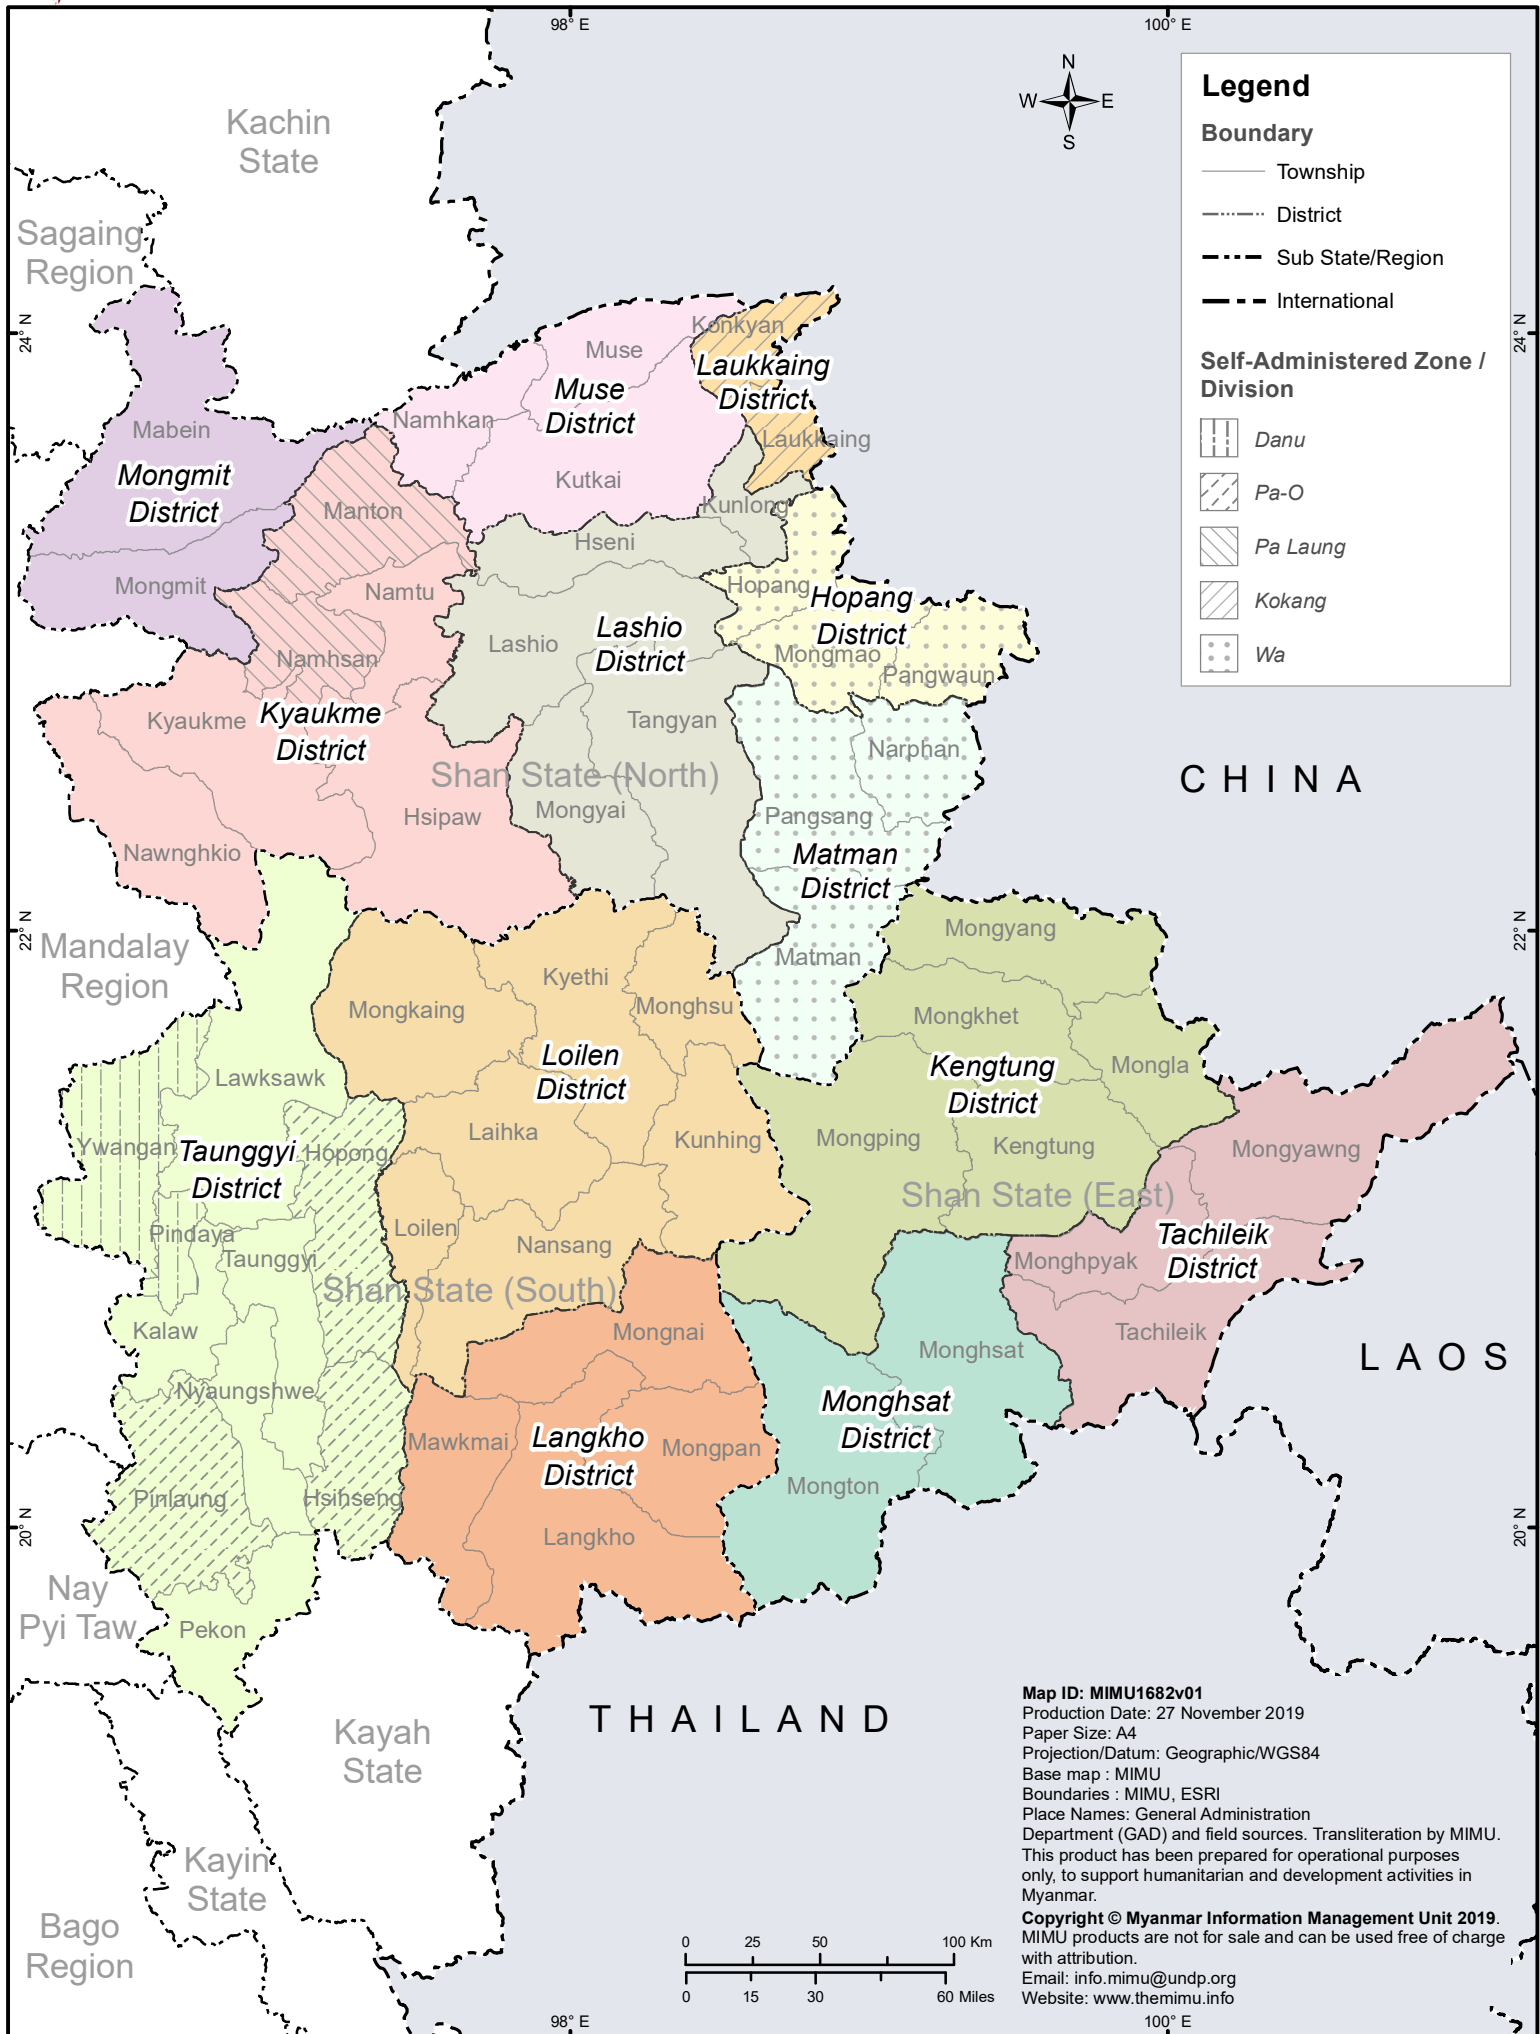 98° E
100° E
N
W
E
S
Legend
Boundary
Township
District
Sub State/Region
International
Self-Administered Zone /
Division
Danu
Pa-O
Pa Laung
Kokang
Wa
Kachin
State
Sagaing
Region
24° N
24° N
Konkyan
Muse
Laukkaing
District
Muse
District
Namhkan
Mabein
Laukkaing
Mongmit
District
Kutkai
Manton
Kunlong
Hseni
Mongmit
Namtu
Hopang
Hopang
District
Lashio
Lashio
District
Namhsan
Mongmao
Pangwaun
Kyaukme
Kyaukme
District
Tangyan
Narphan
Shan State (North)
CHINA
Hsipaw
Mongyai
Pangsang
Nawnghkio
Matman
District
22° N
22° N
Mandalay
Region
Mongyang
Matman
Kyethi
Mongkaing
Monghsu
Mongkhet
Loilen
District
Kengtung
District
Mongla
Lawksawk
Laihka
Kunhing
Mongping
Kengtung
Mongyawng
Ywangan
Taunggyi
District
Hopong
Shan State (East)
Loilen
Pindaya
Nansang
Tachileik
District
Taunggyi
Monghpyak
Shan State (South)
Kalaw
Mongnai
Monghsat
Tachileik
LAOS
Nyaungshwe
Monghsat
District
Mawkmai
Langkho
District
Mongpan
Mongton
Pinlaung
Hsihseng
20° N
20° N
Langkho
Nay
Pyi Taw
Pekon
THAILAND
Kayah
State
Kayin
State
Bago
Region
Map ID: MIMU1682v01
Production Date: 27 November 2019
Paper Size: A4
Projection/Datum: Geographic/WGS84
Base map : MIMU
Boundaries : MIMU, ESRI
Place Names: General Administration
Department (GAD) and field sources. Transliteration by MIMU.
This product has been prepared for operational purposes
only, to support humanitarian and development activities in
Myanmar.
Copyright © Myanmar Information Management Unit 2019.
MIMU products are not for sale and can be used free of charge
with attribution.
Email: info.mimu@undp.org
Website: www.themimu.info
0 25 50 100 Km
0 15 30 60 Miles
98° E
100° E